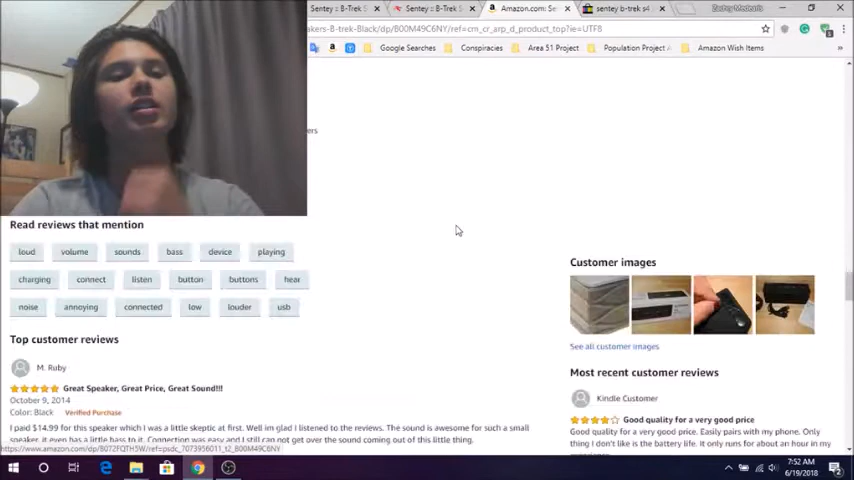 Sentey :: B-Trek S
Sentey :: B-Trek S
Amazon.com: Sen
sentey b-trek s4
akers-B-trek-Black/dp/B00M49C6NY/ref=cm_cr_arp_d_product_top?ie=UTF8
Google Searches
Conspiracies
Area 51 Project
Population Project
Amazon Wish Items
ers
Read reviews that mention
loud
volume
sounds
bass
device
playing
charging
connect
listen
button
buttons
hear
noise
annoying
connected
low
louder
usb
Top customer reviews
M. Ruby
Great Speaker, Great Price, Great Sound!!!
October 9, 2014
Color: Black
Verified Purchase
I paid $14.99 for this speaker which I was a little skeptic at first. Well im glad I listened to the reviews. The sound is awesome for such a small
speaker. It even has a little bass to it. Connection was easy and I still can not get over the sound coming out of this little thing.
Customer images
See all customer images
Most recent customer reviews
Kindle Customer
Good quality for a very good price
Good quality for a very good price. Easily pairs with my phone. Only
thing I don't like is the battery life. It only runs for about an hour in my
7:52 AM
6/19/2018